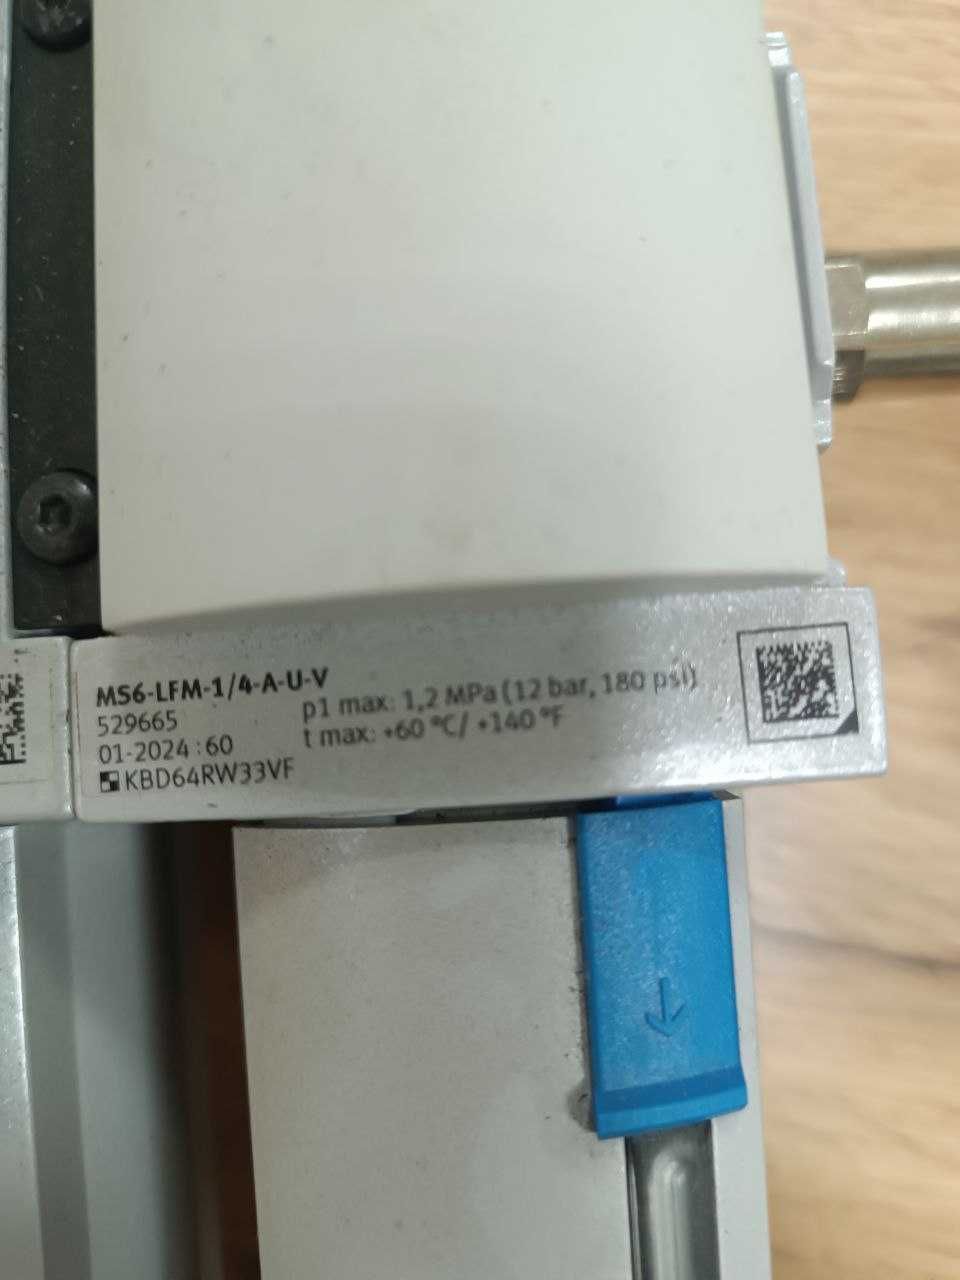 MS6-LFM-1/4-A-U-V
529665
01-2024 :60
KBD64RW33VF
p1 max: 1,2 MPa (12 bar, 180 psi)
t max: +60 °C/ +140 °F